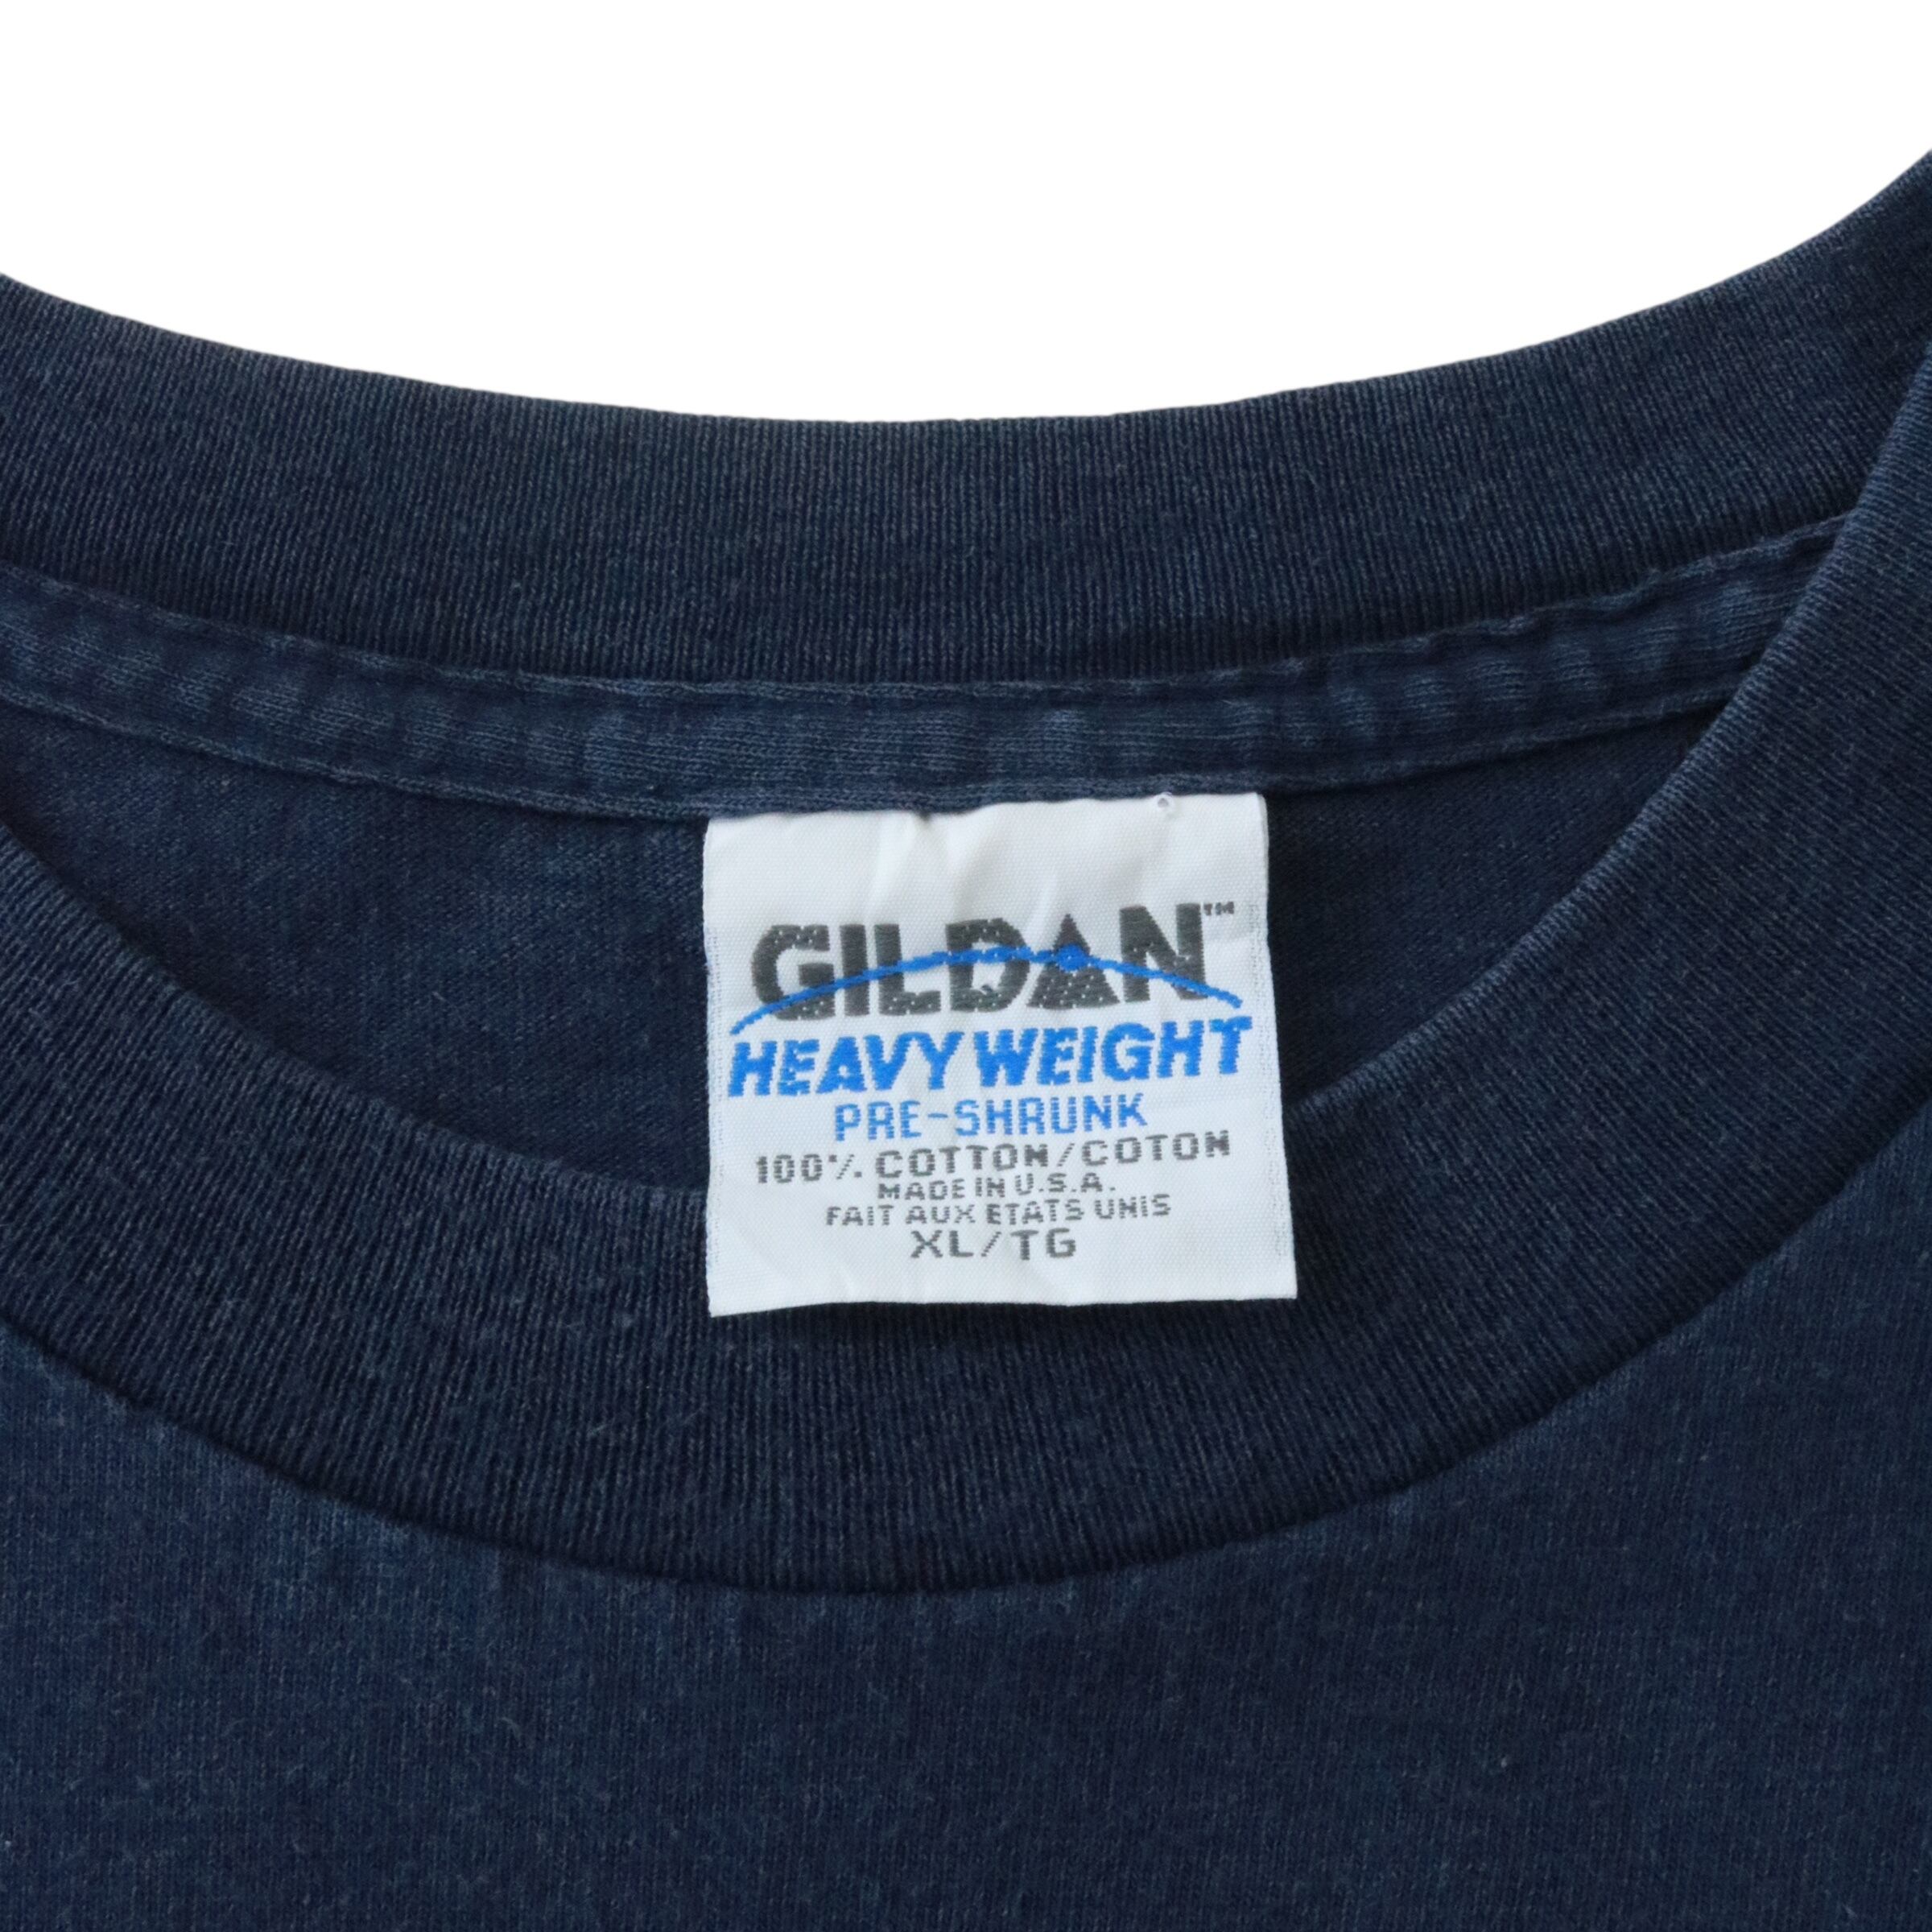 GILDAN™
HEAVY WEIGHT
PRE-SHRUNK
100% COTTON/COTON
MADE IN U.S.A.
FAIT AUX ETATS UNIS
XL/TG